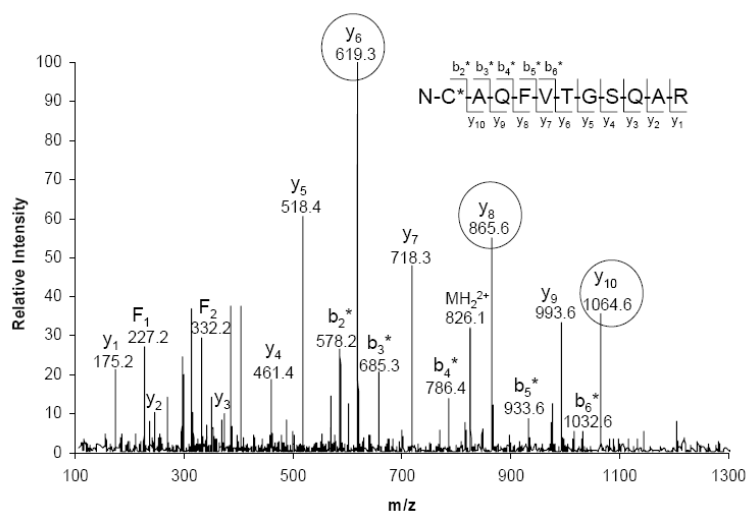 y6
619.3
b2* b3* b4* b5* b6*
N-C*-A-Q-F-V-T-G-S-Q-A-R
y10 y9 y8 y7 y6 y5 y4 y3 y2 y1
100
90
80
70
60
50
40
30
20
10
0
Relative Intensity
y5
518.4
y8
865.6
y7
718.3
y10
1064.6
MH2 2+
826.1
y9
993.6
F1
227.2
F2
332.2
y1
175.2
b2*
578.2
b3*
685.3
y4
461.4
b4*
786.4
b5*
933.6
b6*
1032.6
y2
y3
100 300 500 700 900 1100 1300
m/z